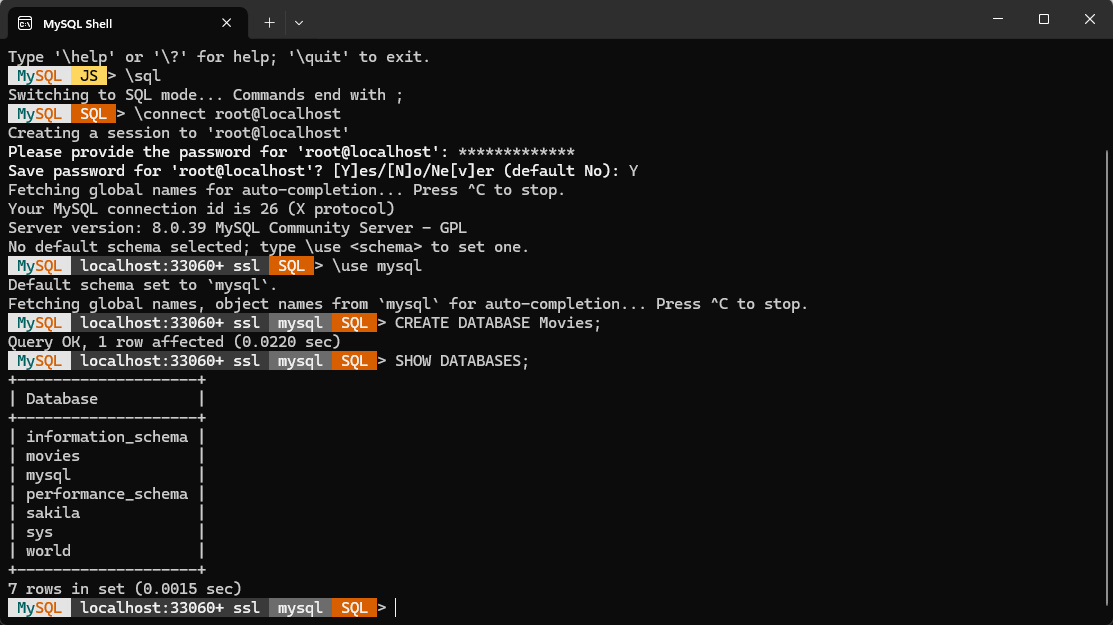 MySQL Shell
Type '\help' or '\?' for help; '\quit' to exit.
MySQL JS > \sql
Switching to SQL mode... Commands end with ;
MySQL SQL > \connect root@localhost
Creating a session to 'root@localhost'
Please provide the password for 'root@localhost': *************
Save password for 'root@localhost'? [Y]es/[N]o/Ne[v]er (default No): Y
Fetching global names for auto-completion... Press ^C to stop.
Your MySQL connection id is 26 (X protocol)
Server version: 8.0.39 MySQL Community Server - GPL
No default schema selected; type \use <schema> to set one.
MySQL localhost:33060+ ssl SQL > \use mysql
Default schema set to `mysql`.
Fetching global names, object names from `mysql` for auto-completion... Press ^C to stop.
MySQL localhost:33060+ ssl mysql SQL > CREATE DATABASE Movies;
Query OK, 1 row affected (0.0220 sec)
MySQL localhost:33060+ ssl mysql SQL > SHOW DATABASES;
+--------------------+
| Database           |
+--------------------+
| information_schema |
| movies             |
| mysql              |
| performance_schema |
| sakila             |
| sys                |
| world              |
+--------------------+
7 rows in set (0.0015 sec)
MySQL localhost:33060+ ssl mysql SQL >